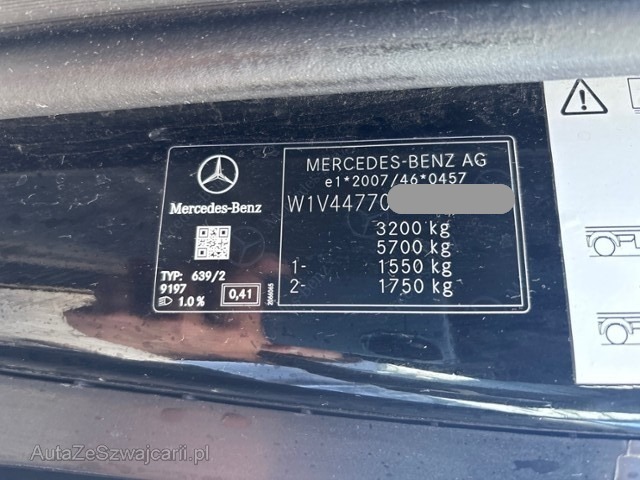 MERCEDES-BENZ AG
e1*2007/46*0457
W1V44770
3200 kg
5700 kg
1- 1550 kg
2- 1750 kg
Mercedes-Benz
TYP: 639/2
9197
1.0 % 0,41
AutaZeSzwajcarii.pl